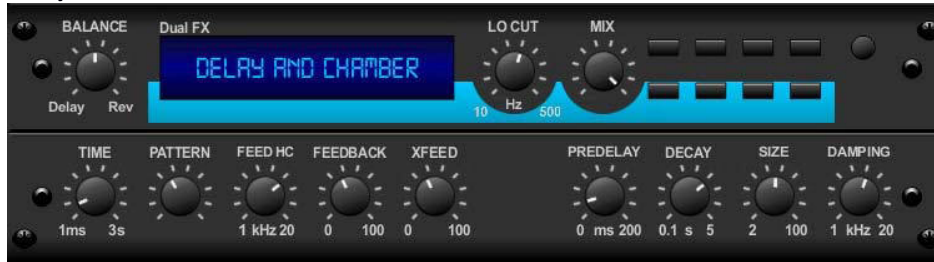 BALANCE Dual FX LO CUT MIX
DELAY AND CHAMBER
Delay Rev 10 Hz 500
TIME PATTERN FEED HC FEEDBACK XFEED PREDELAY DECAY SIZE DAMPING
1ms 3s 1 kHz 20 0 100 0 100 0 ms 200 0.1 s 5 2 100 1 kHz 20